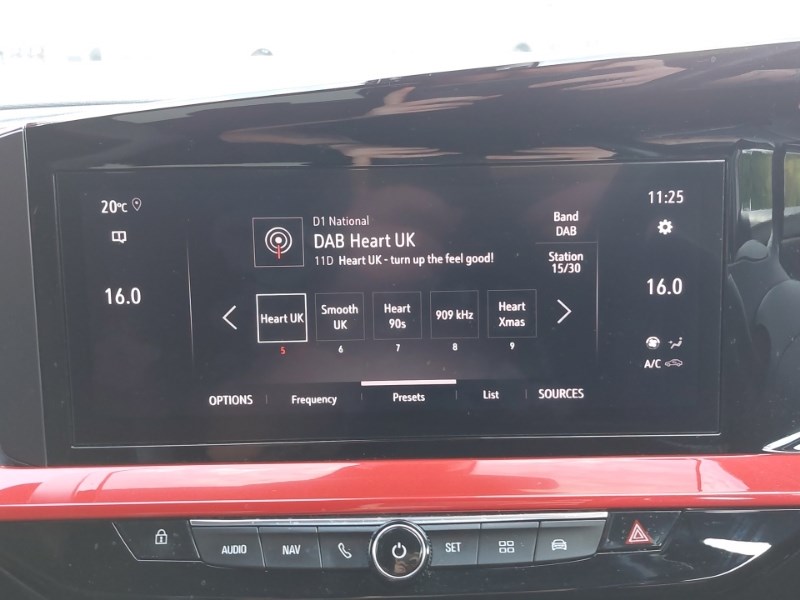 20°C
11:25
D1 National
DAB Heart UK
11D Heart UK - turn up the feel good!
Band
DAB
Station
15/30
16.0
16.0
Heart UK
Smooth
UK
Heart
90s
909 kHz
Heart
Xmas
5
6
7
8
9
A/C
OPTIONS
Frequency
Presets
List
SOURCES
AUDIO
NAV
SET